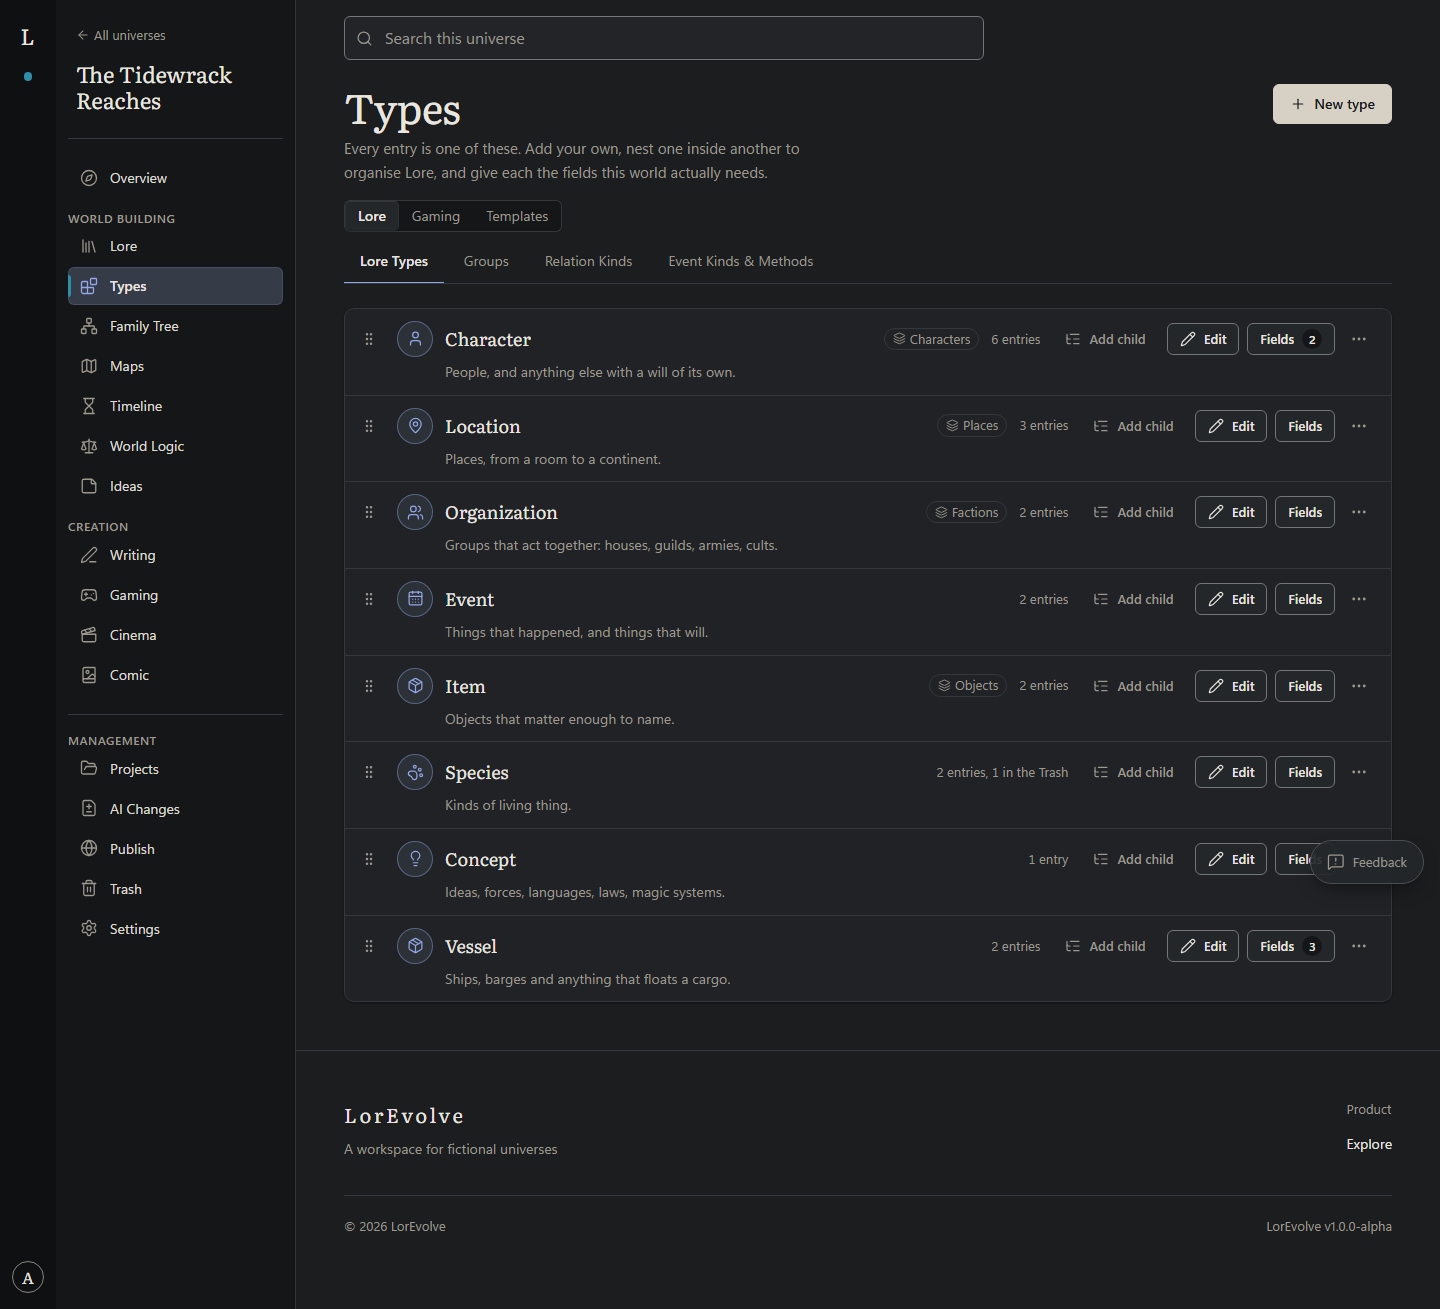 L
All universes
The Tidewrack
Reaches
Overview
WORLD BUILDING
Lore
Types
Family Tree
Maps
Timeline
World Logic
Ideas
CREATION
Writing
Gaming
Cinema
Comic
MANAGEMENT
Projects
AI Changes
Publish
Trash
Settings
A
Search this universe
Types
New type
Every entry is one of these. Add your own, nest one inside another to
organise Lore, and give each the fields this world actually needs.
Lore Gaming Templates
Lore Types Groups Relation Kinds Event Kinds & Methods
Character Characters 6 entries Add child Edit Fields 2
People, and anything else with a will of its own.
Location Places 3 entries Add child Edit Fields
Places, from a room to a continent.
Organization Factions 2 entries Add child Edit Fields
Groups that act together: houses, guilds, armies, cults.
Event 2 entries Add child Edit Fields
Things that happened, and things that will.
Item Objects 2 entries Add child Edit Fields
Objects that matter enough to name.
Species 2 entries, 1 in the Trash Add child Edit Fields
Kinds of living thing.
Concept 1 entry Add child Edit
Feedback
Ideas, forces, languages, laws, magic systems.
Vessel 2 entries Add child Edit Fields 3
Ships, barges and anything that floats a cargo.
LorEvolve
A workspace for fictional universes
Product
Explore
© 2026 LorEvolve
LorEvolve v1.0.0-alpha